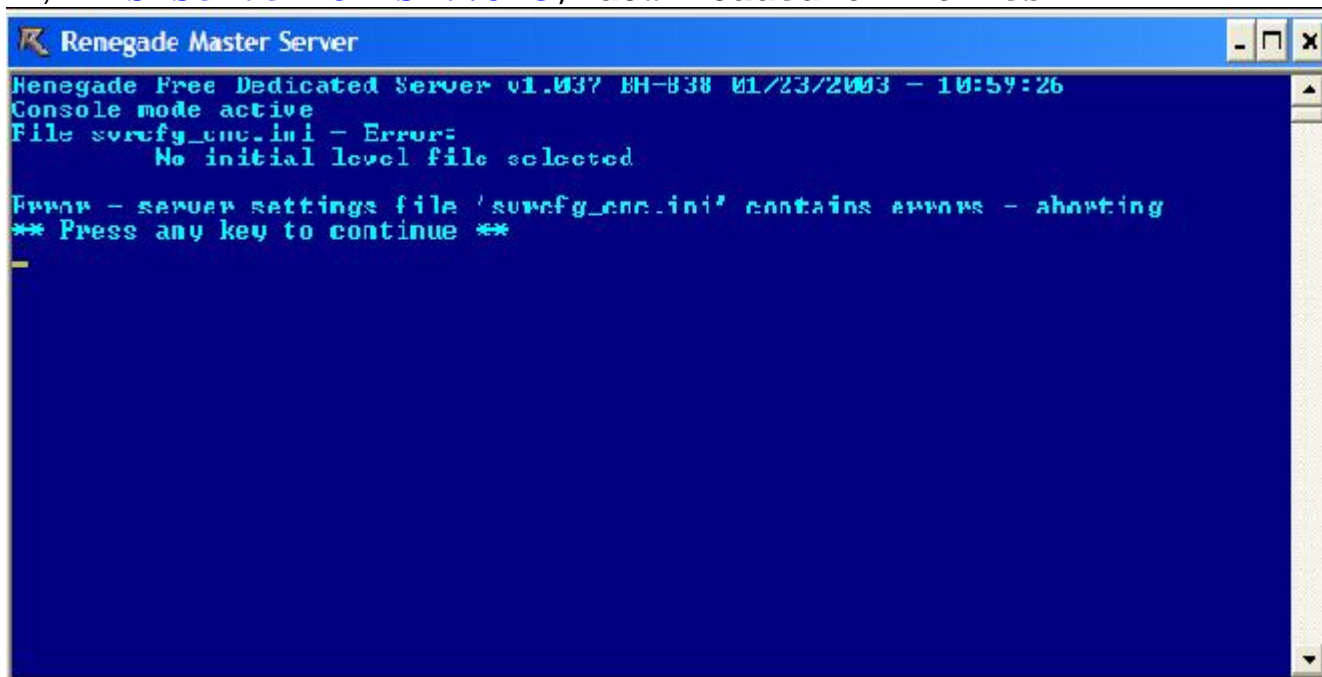 Renegade Master Server
Renegade Free Dedicated Server v1.037 BH-B38 01/23/2003 - 10:59:26
Console mode active
File svrcfg_cnc.ini - Error:
No initial level file selected
Error - server settings file 'svrcfg_cnc.ini' contains errors - aborting
** Press any key to continue **